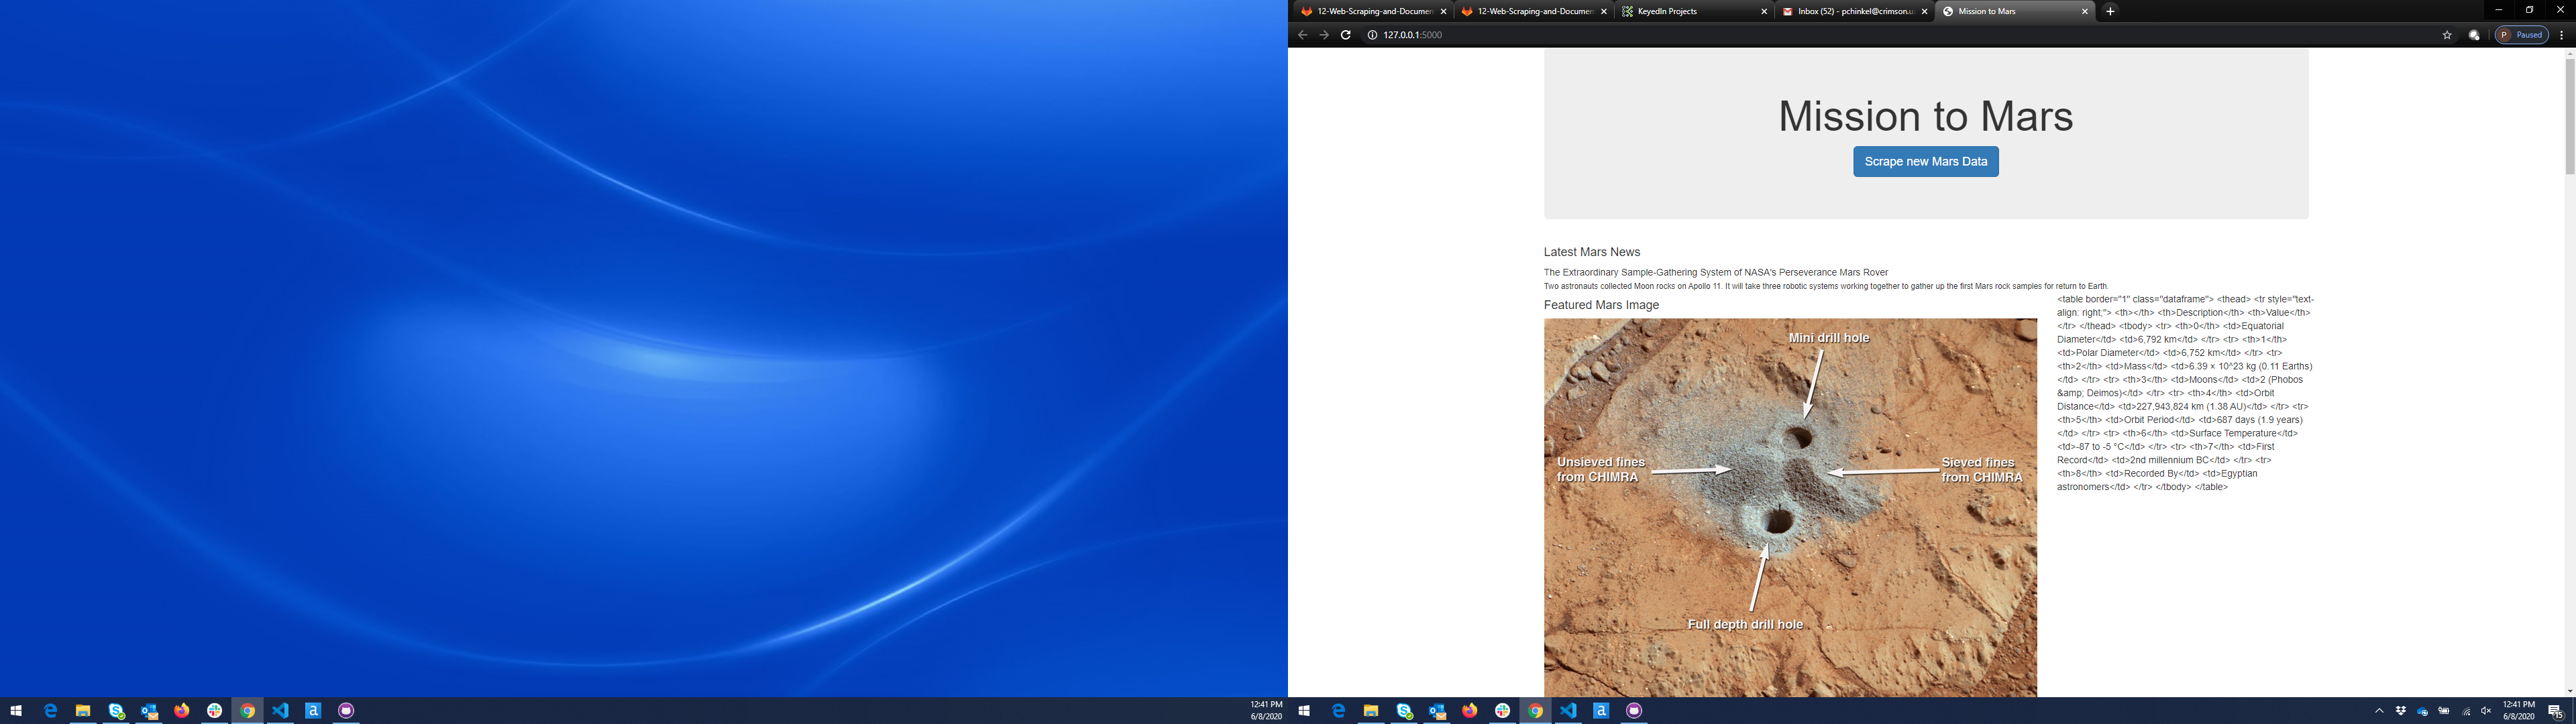 12-Web-Scraping-and-Documen
12-Web-Scraping-and-Documen
KeyedIn Projects
Inbox (52) - pchinkel@crimson.u
Mission to Mars
127.0.0.1:5000
P Paused
Mission to Mars
Scrape new Mars Data
Latest Mars News
The Extraordinary Sample-Gathering System of NASA's Perseverance Mars Rover
Two astronauts collected Moon rocks on Apollo 11. It will take three robotic systems working together to gather up the first Mars rock samples for return to Earth.
Featured Mars Image
Mini drill hole
Unsieved fines
from CHIMRA
Sieved fines
from CHIMRA
Full depth drill hole
<table border="1" class="dataframe"> <thead> <tr style="text-
align: right;"> <th></th> <th>Description</th> <th>Value</th>
</tr> </thead> <tbody> <tr> <th>0</th> <td>Equatorial
Diameter</td> <td>6,792 km</td> </tr> <tr> <th>1</th>
<td>Polar Diameter</td> <td>6,752 km</td> </tr> <tr>
<th>2</th> <td>Mass</td> <td>6.39 × 10^23 kg (0.11 Earths)
</td> </tr> <tr> <th>3</th> <td>Moons</td> <td>2 (Phobos
&amp; Deimos)</td> </tr> <tr> <th>4</th> <td>Orbit
Distance</td> <td>227,943,824 km (1.38 AU)</td> </tr> <tr>
<th>5</th> <td>Orbit Period</td> <td>687 days (1.9 years)
</td> </tr> <tr> <th>6</th> <td>Surface Temperature</td>
<td>-87 to -5 °C</td> </tr> <tr> <th>7</th> <td>First
Record</td> <td>2nd millennium BC</td> </tr> <tr>
<th>8</th> <td>Recorded By</td> <td>Egyptian
astronomers</td> </tr> </tbody> </table>
12:41 PM
6/8/2020
12:41 PM
6/8/2020
15